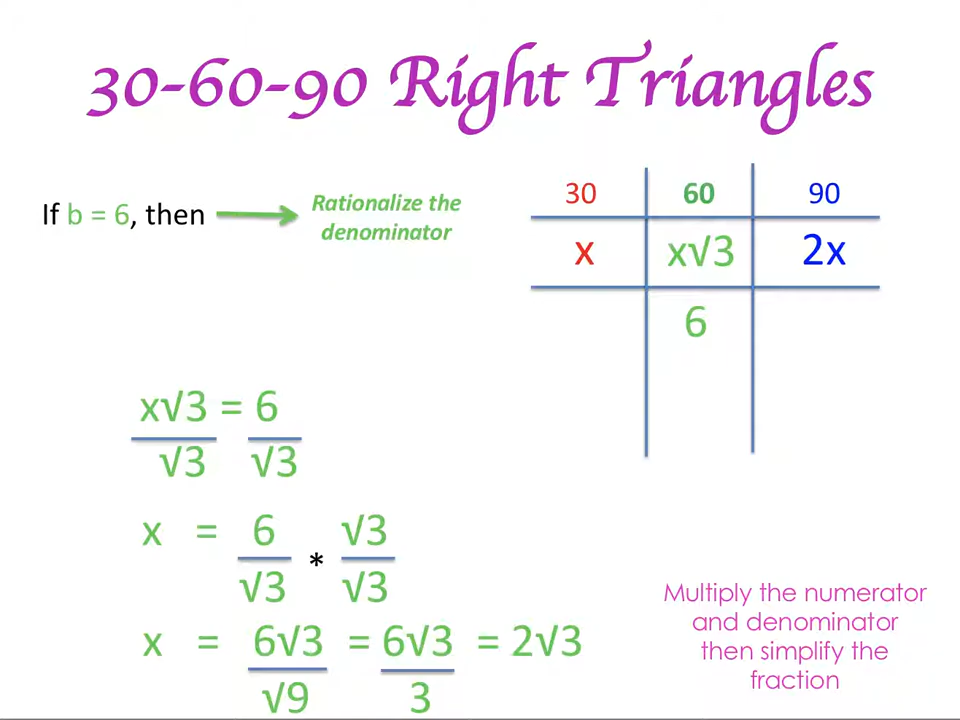 30-60-90 Right Triangles
If b = 6, then
Rationalize the
denominator
30 60 90
x x√3 2x
6
x√3 = 6
√3 √3
x = 6 √3
*
√3 √3
x = 6√3 = 6√3 = 2√3
√9 3
Multiply the numerator
and denominator
then simplify the
fraction